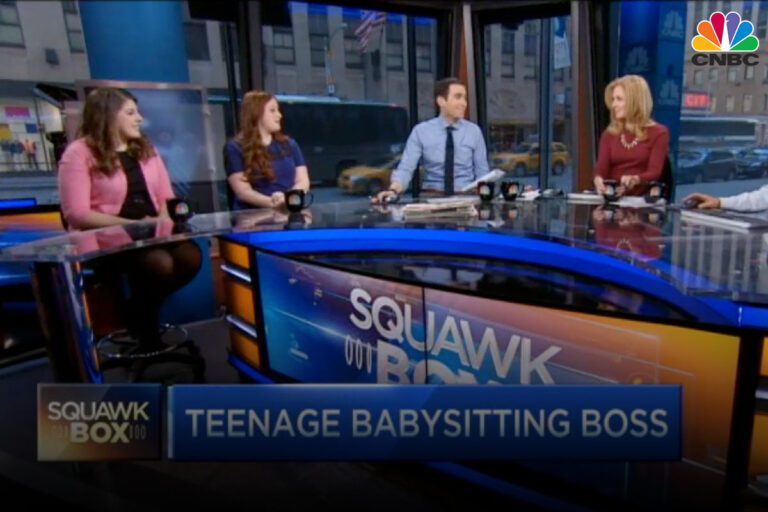 CNBC
SQUAWK
BOX
SQUAWK
BOX
TEENAGE BABYSITTING BOSS